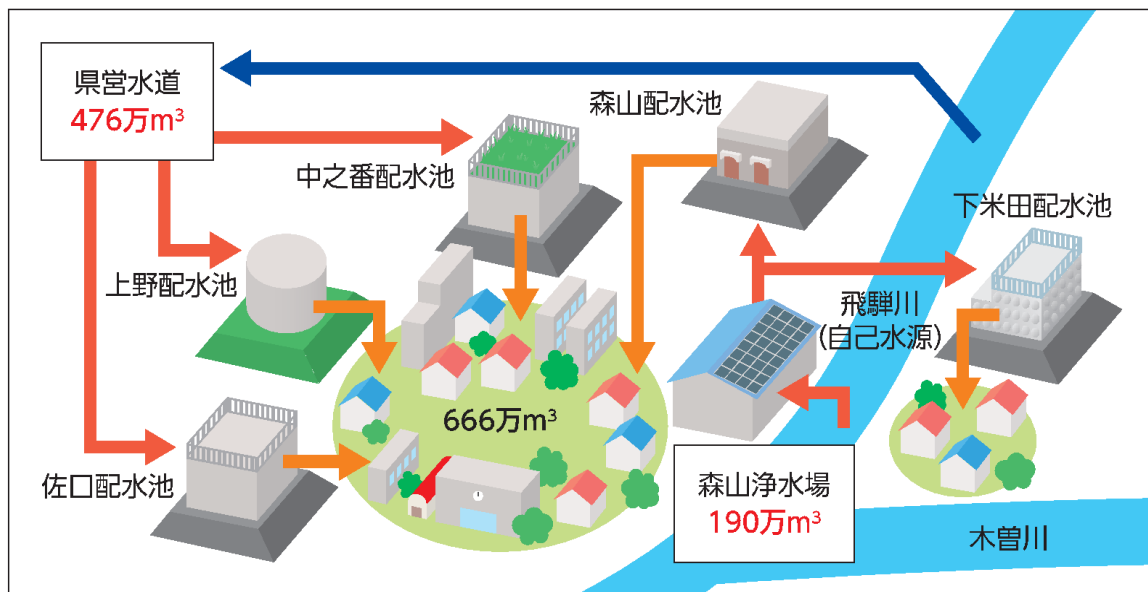 県営水道
476万m³
森山配水池
中之番配水池
下米田配水池
上野配水池
飛騨川
(自己水源)
666万m³
佐口配水池
森山浄水場
190万m³
木曽川